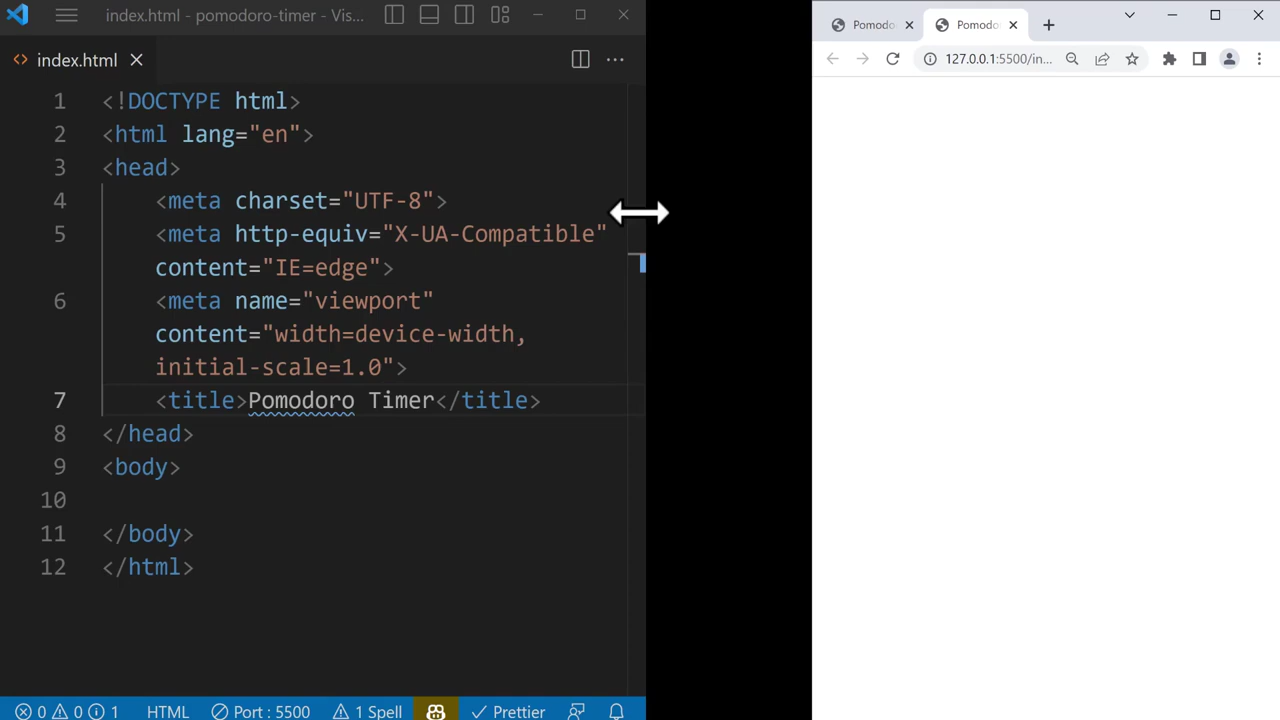 index.html - pomodoro-timer - Vis...
index.html
1 <!DOCTYPE html>
2 <html lang="en">
3 <head>
4 <meta charset="UTF-8">
5 <meta http-equiv="X-UA-Compatible"
content="IE=edge">
6 <meta name="viewport"
content="width=device-width,
initial-scale=1.0">
7 <title>Pomodoro Timer</title>
8 </head>
9 <body>
10
11 </body>
12 </html>
0 0 1 HTML Port : 5500 1 Spell Prettier
Pomodo Pomodo
127.0.0.1:5500/in...